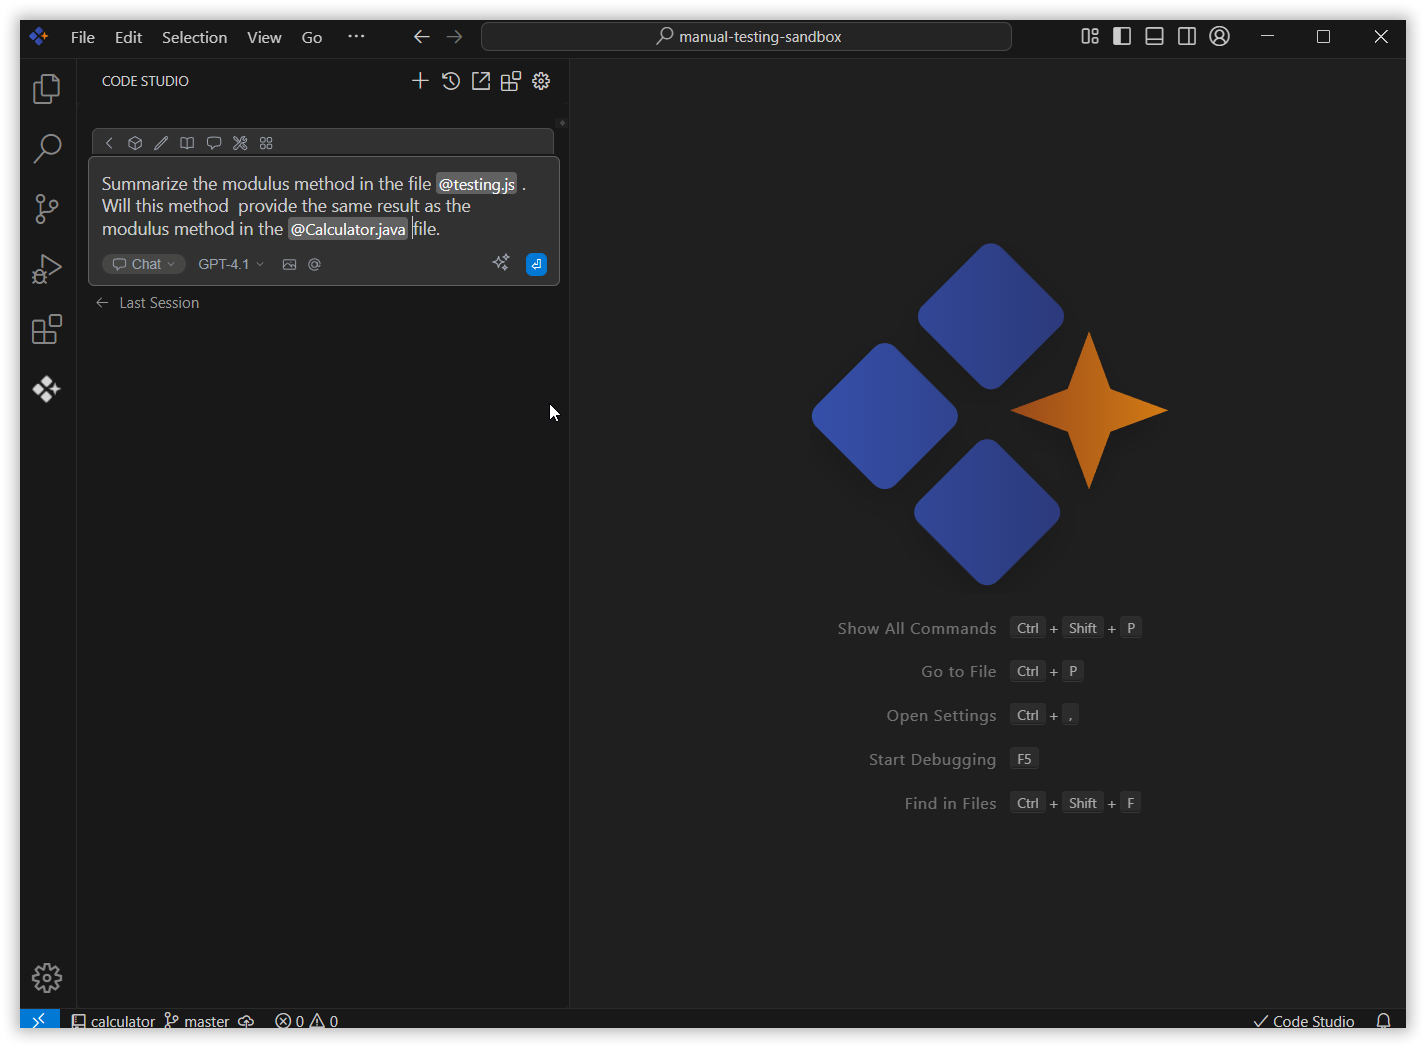 File Edit Selection View Go ··· manual-testing-sandbox
CODE STUDIO
Summarize the modulus method in the file @testing.js .
Will this method  provide the same result as the
modulus method in the @Calculator.java file.
Chat GPT-4.1 @
Last Session
Show All Commands Ctrl + Shift + P
Go to File Ctrl + P
Open Settings Ctrl + ,
Start Debugging F5
Find in Files Ctrl + Shift + F
calculator master 0 0 Code Studio